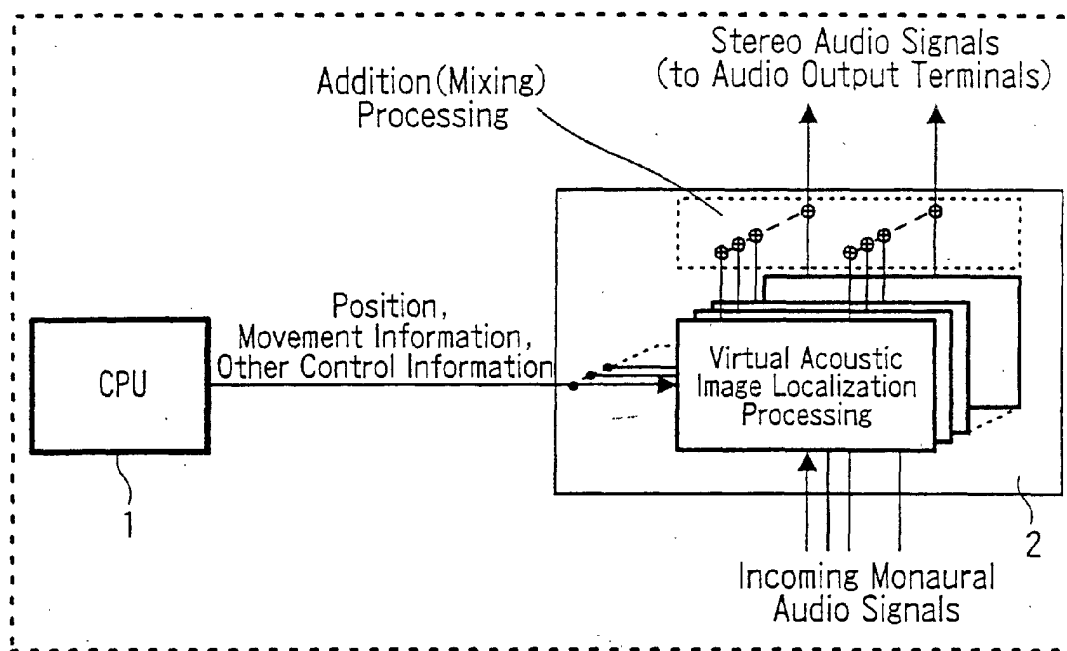 Stereo Audio Signals
(to Audio Output Terminals)
Addition(Mixing)
Processing
Position,
Movement Information,
Other Control Information
CPU
Virtual Acoustic
Image Localization
Processing
1
2
Incoming Monaural
Audio Signals